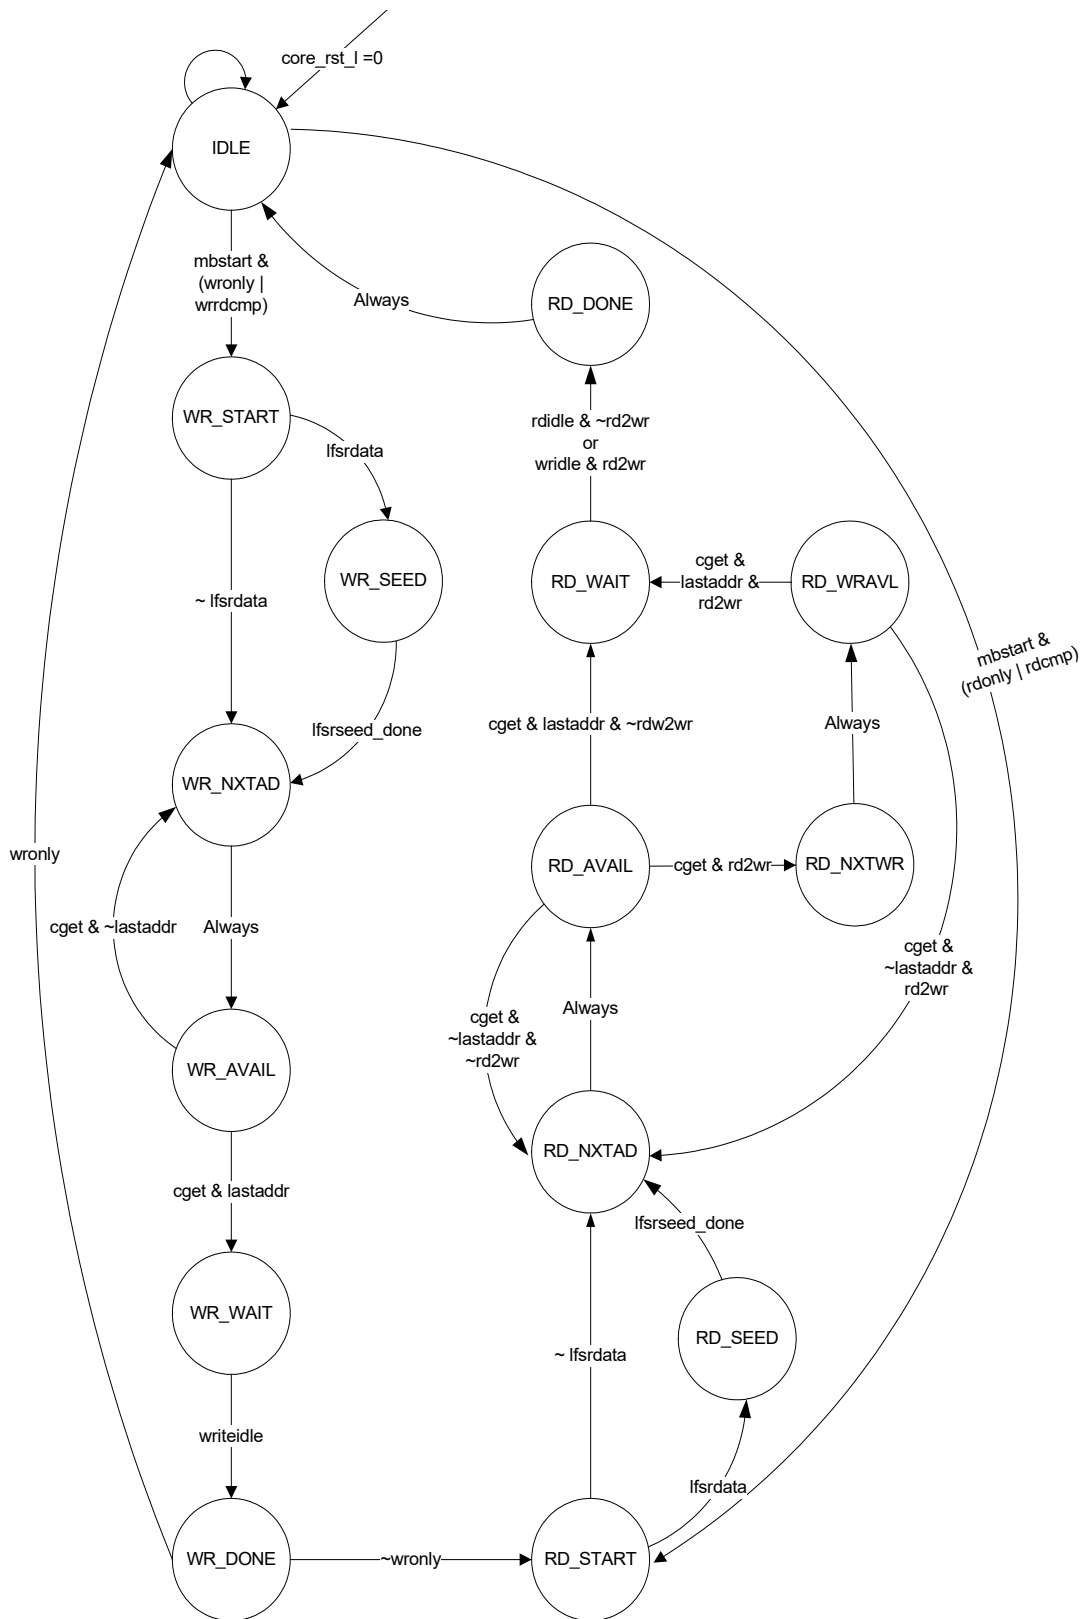 core_rst_l =0
IDLE
mbstart &
(wronly |
wrrdcmp)
RD_DONE
Always
WR_START
rdidle & ~rd2wr
or
wridle & rd2wr
lfsrdata
WR_SEED
RD_WAIT
cget &
lastaddr &
rd2wr
RD_WRAVL
~ lfsrdata
mbstart &
(rdonly | rdcmp)
lfsrseed_done
cget & lastaddr & ~rdw2wr
Always
WR_NXTAD
wronly
RD_AVAIL
cget & rd2wr
RD_NXTWR
cget & ~lastaddr
Always
cget &
~lastaddr &
rd2wr
Always
cget &
~lastaddr &
~rd2wr
WR_AVAIL
RD_NXTAD
cget & lastaddr
lfsrseed_done
WR_WAIT
RD_SEED
~ lfsrdata
writeidle
lfsrdata
WR_DONE
~wronly
RD_START